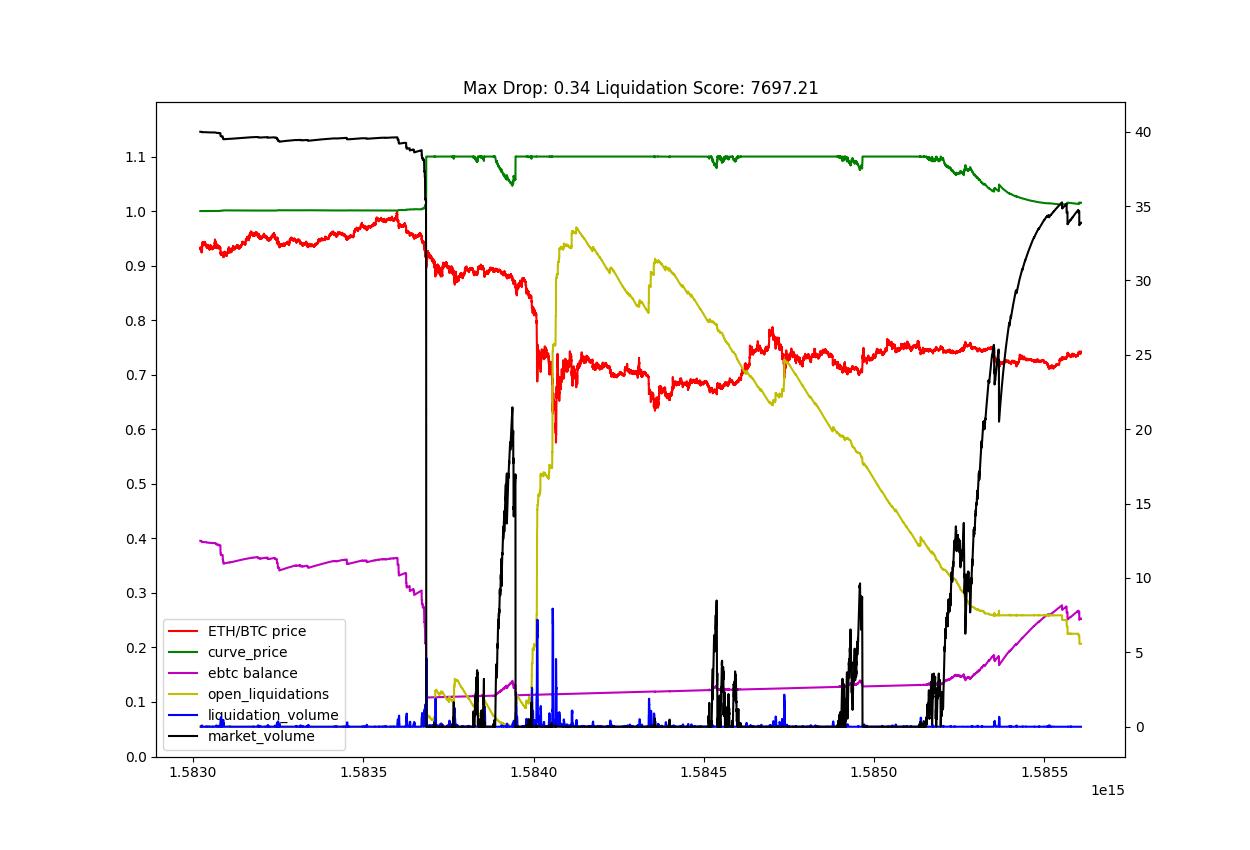 Max Drop: 0.34 Liquidation Score: 7697.21
1.1
1.0
0.9
0.8
0.7
0.6
0.5
0.4
0.3
0.2
0.1
0.0
40
35
30
25
20
15
10
5
0
ETH/BTC price
curve_price
ebtc balance
open_liquidations
liquidation_volume
market_volume
1.5830 1.5835 1.5840 1.5845 1.5850 1.5855
1e15